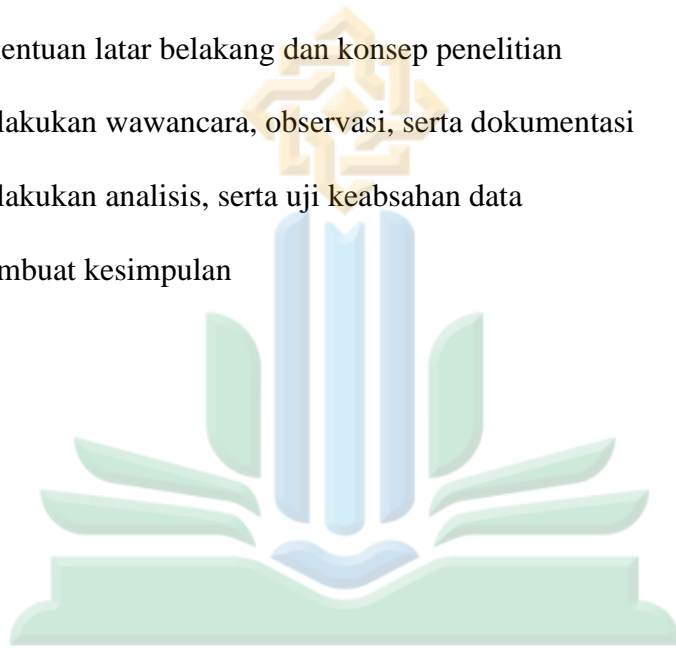 entuan latar belakang dan konsep penelitian
lakukan wawancara, observasi, serta dokumentasi
lakukan analisis, serta uji keabsahan data
mbuat kesimpulan